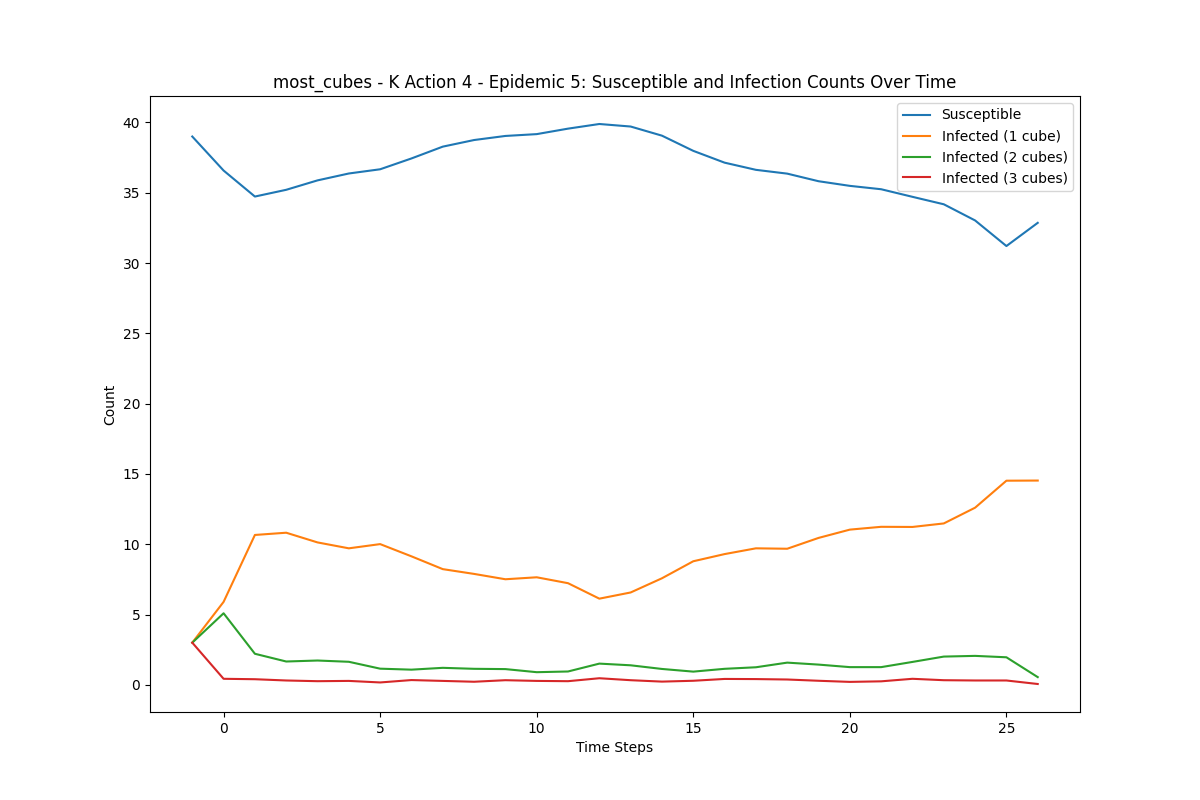 most_cubes - K Action 4 - Epidemic 5: Susceptible and Infection Counts Over Time
Susceptible
Infected (1 cube)
Infected (2 cubes)
Infected (3 cubes)
Count
40
35
30
25
20
15
10
5
0
0 5 10 15 20 25
Time Steps